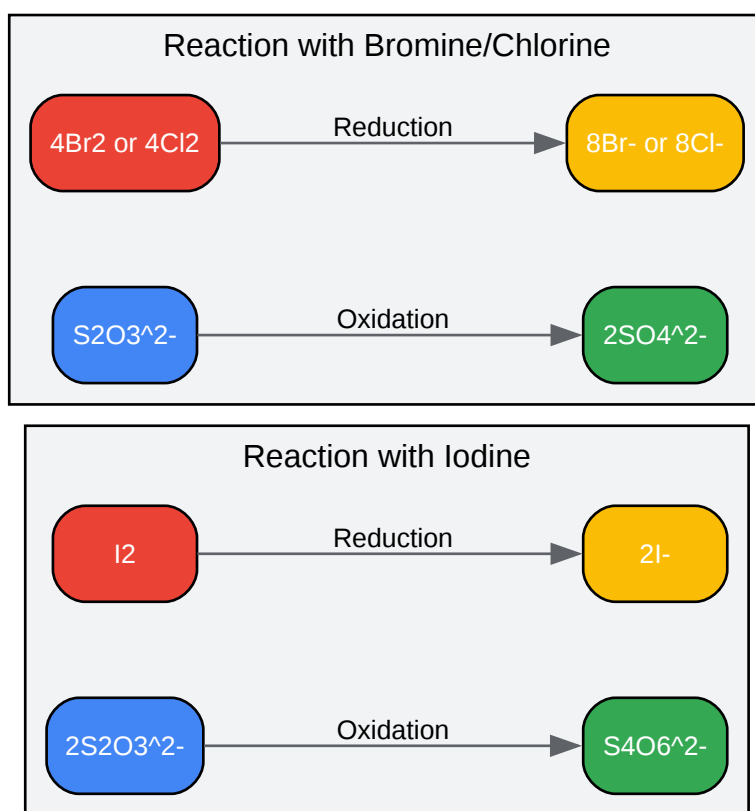 Reaction with Bromine/Chlorine
4Br2 or 4Cl2
Reduction
8Br- or 8Cl-
S2O3^2-
Oxidation
2SO4^2-
Reaction with Iodine
I2
Reduction
2I-
2S2O3^2-
Oxidation
S4O6^2-